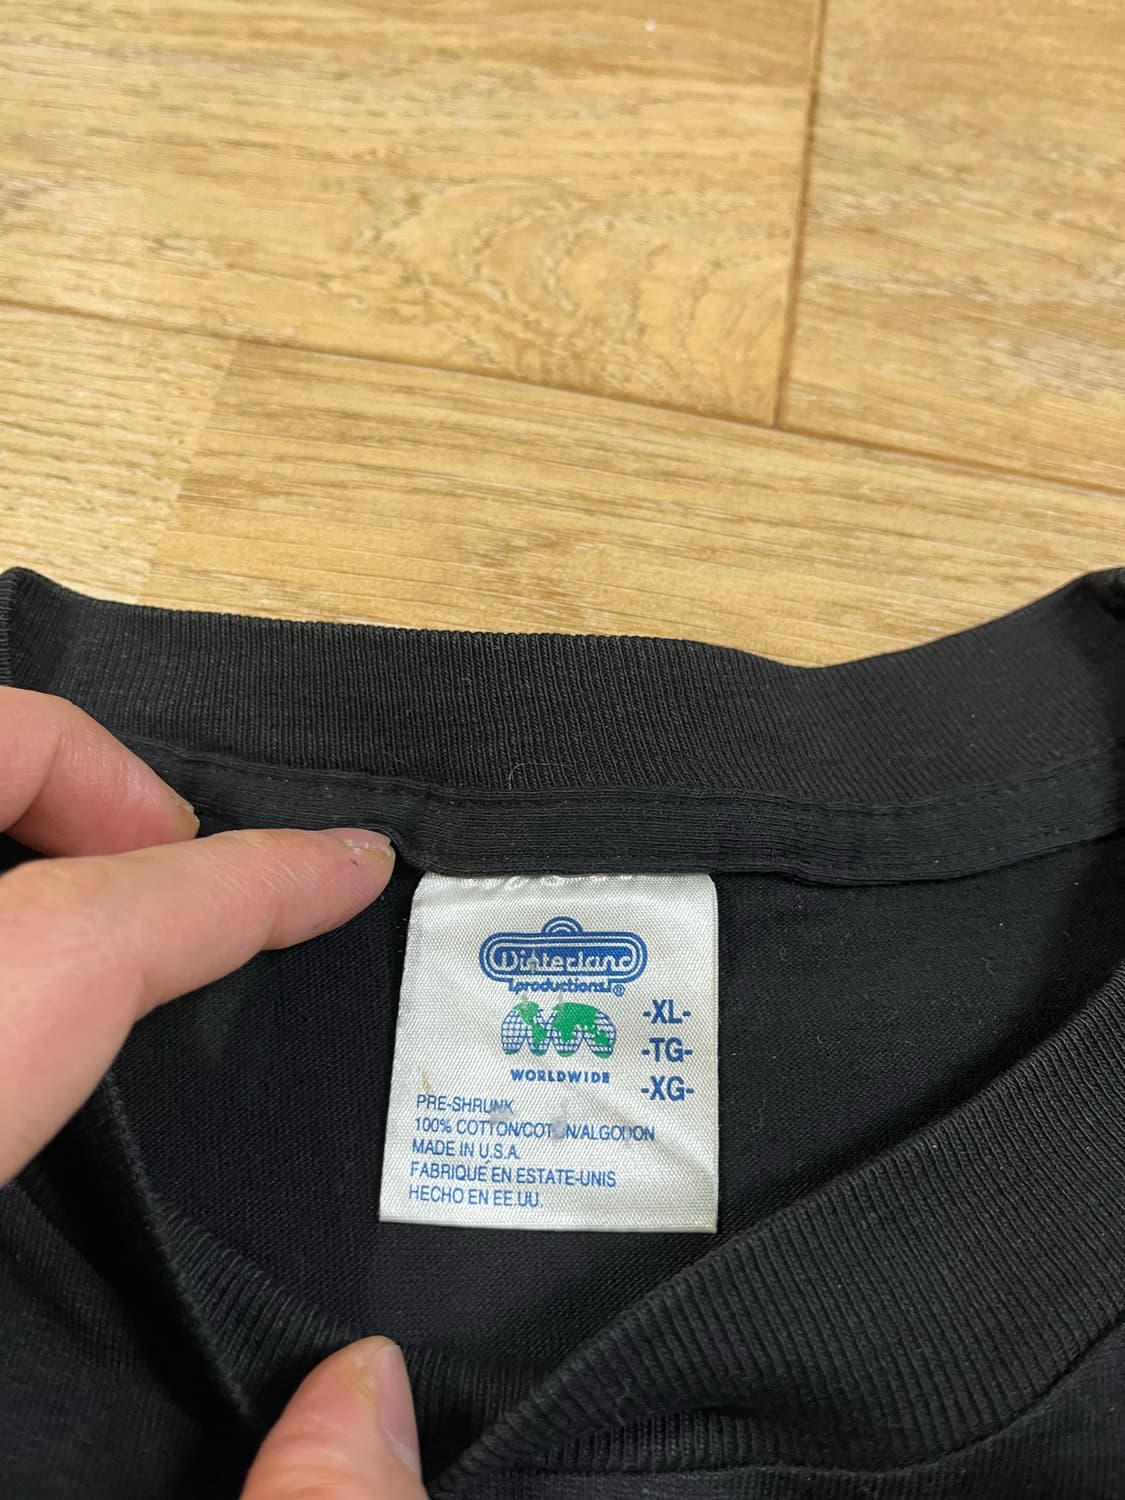 Winterland
productions®
-XL-
-TG-
WORLDWIDE
-XG-
PRE-SHRUNK
100% COTTON/COTON/ALGODON
MADE IN U.S.A.
FABRIQUÉ EN ESTATE-UNIS
HECHO EN EE.UU.